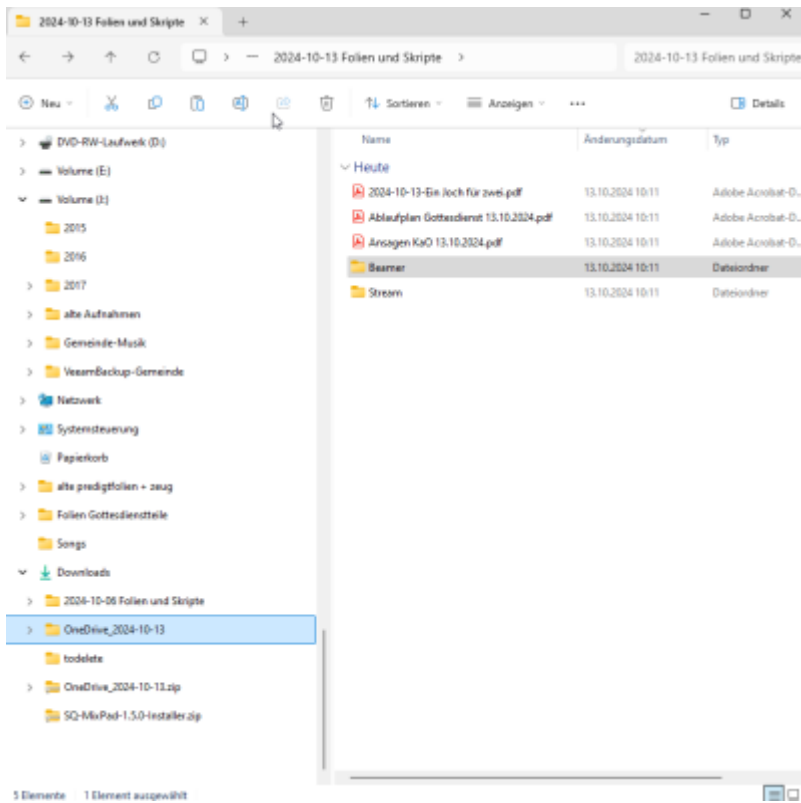 2024-10-13 Folien und Skripte
2024-10-13 Folien und Skripte
2024-10-13 Folien und Skripte
Neu
Sortieren
Anzeigen
Details
DVD-RW-Laufwerk (D:)
Volume (E:)
Volume (J:)
2015
2016
2017
alte Aufnahmen
Gemeinde-Musik
VeeamBackup-Gemeinde
Netzwerk
Systemsteuerung
Papierkorb
alte predigtfolien + zeug
Folien Gottesdienstteile
Songs
Downloads
2024-10-06 Folien und Skripte
OneDrive_2024-10-13
todelete
OneDrive_2024-10-13.zip
SQ-MixPad-1.5.0-Installer.zip
Name Änderungsdatum Typ
Heute
2024-10-13-Ein Joch für zwei.pdf 13.10.2024 10:11 Adobe Acrobat-D...
Ablaufplan Gottesdienst 13.10.2024.pdf 13.10.2024 10:11 Adobe Acrobat-D...
Ansagen KaO 13.10.2024.pdf 13.10.2024 10:11 Adobe Acrobat-D...
Beamer 13.10.2024 10:11 Dateiordner
Stream 13.10.2024 10:11 Dateiordner
5 Elemente 1 Element ausgewählt